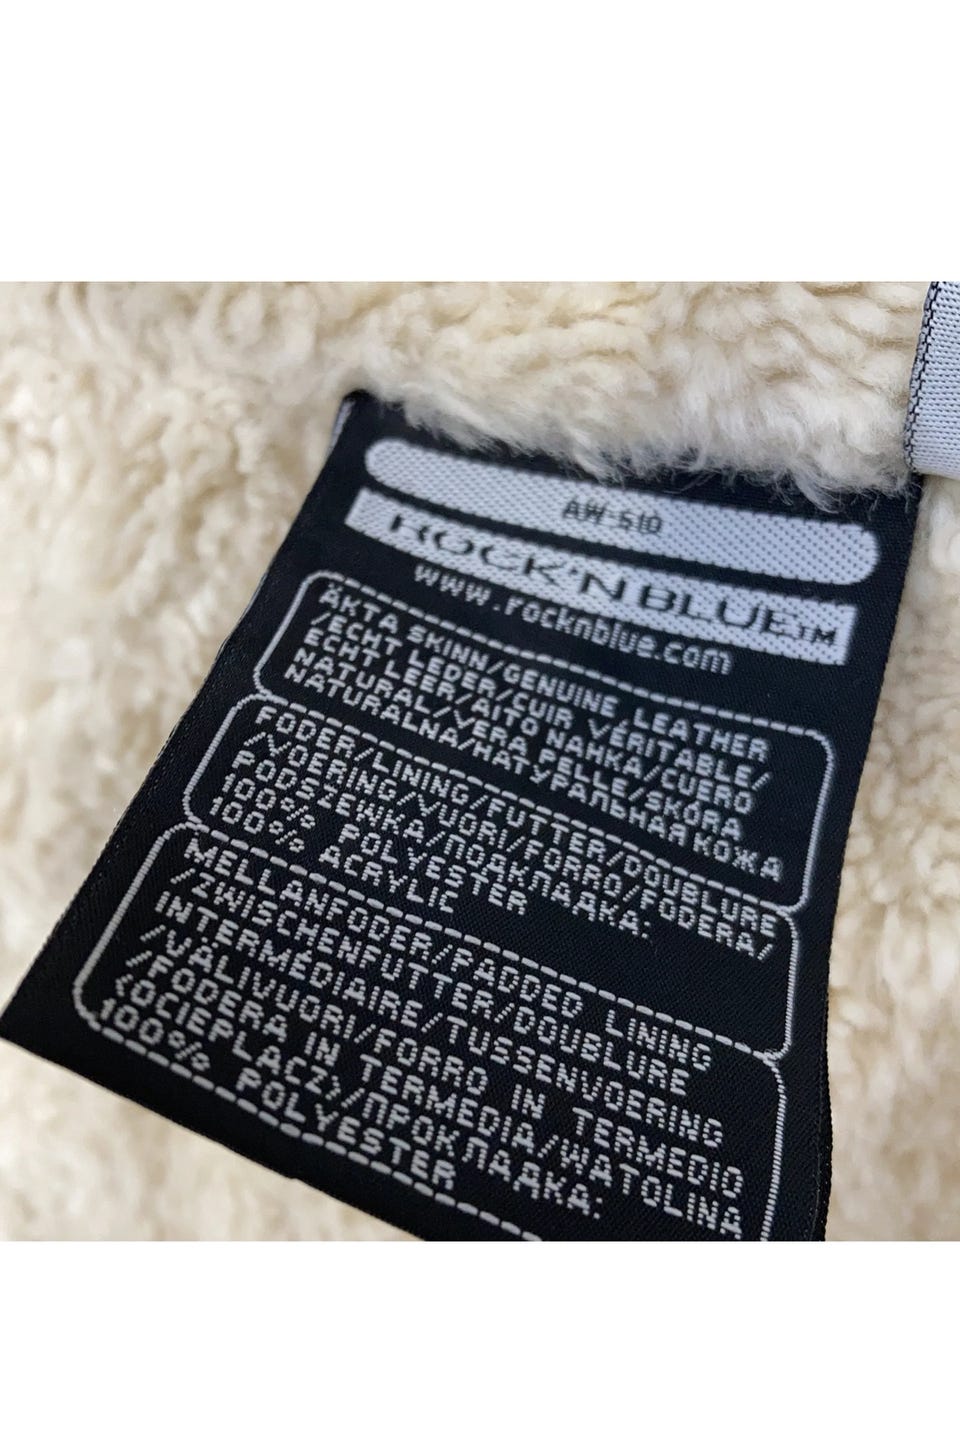 AW-510
ROCK'N BLUE™
www.rocknblue.com
ÄKTA SKINN/GENUINE LEATHER
/ECHT LEDER/CUIR VÉRITABLE/
ECHT LEER/AITO NAHKA/CUERO
NATURAL/VERA PELLE/SKÓRA
NATURALNA/НАТУРАЛЬНАЯ КОЖА
FODER/LINING/FUTTER/DOUBLURE
/VOERING/VUORI/FORRO/FODERA/
PODSZEWKA/ПОДКЛАДКА:
100% POLYESTER
100% ACRYLIC
MELLANFODER/PADDED LINING
/ZWISCHENFUTTER/DOUBLURE
INTERMÉDIAIRE/TUSSENVOERING
/VÄLIVUORI/FORRO IN TERMEDIO
/FODERA IN TERMEDIA/WATOLINA
(OCIEPLACZ)/ПРОКЛАДКА:
100% POLYESTER